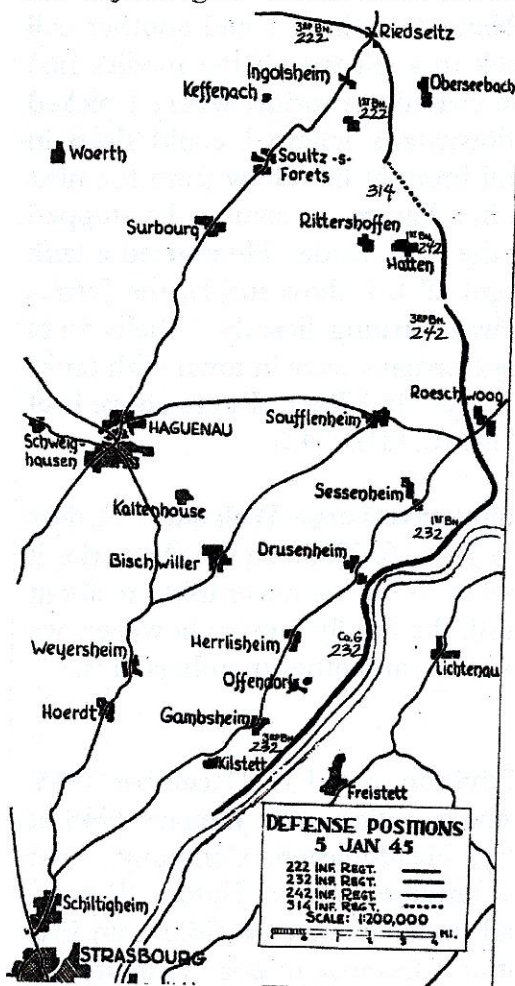 3RD BN.
222
Riedseltz
Ingolsheim
Oberseebach
Keffenach
1ST BN.
222
Woerth
Soultz-s-
Forets
314
Surbourg
Rittershoffen
1ST BN.
242
Hatten
3RD BN.
242
Roeschwoog
HAGUENAU
Soufflenheim
Schweig-
hausen
Sessenheim
Kaltenhouse
1ST BN.
232
Bischwiller
Drusenheim
Co. G
232
Weyersheim
Herrlisheim
Lichtenau
Offendorf
Hoerdt
Gambsheim
3RD BN.
232
Kilstett
Freistett
DEFENSE POSITIONS
5 JAN 45
222 INF. REGT.
232 INF. REGT.
242 INF. REGT.
314 INF. REGT.
SCALE: 1:200,000
MI.
Schiltigheim
STRASBOURG